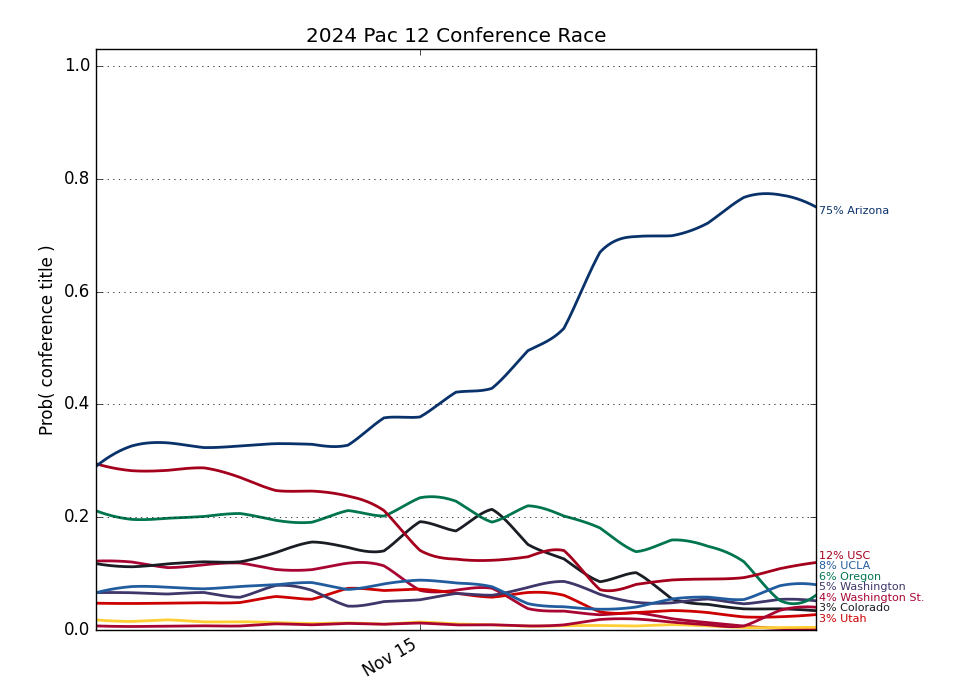 2024 Pac 12 Conference Race
Prob( conference title )
1.0
0.8
0.6
0.4
0.2
0.0
Nov 15
75% Arizona
12% USC
8% UCLA
6% Oregon
5% Washington
4% Washington St.
3% Colorado
3% Utah